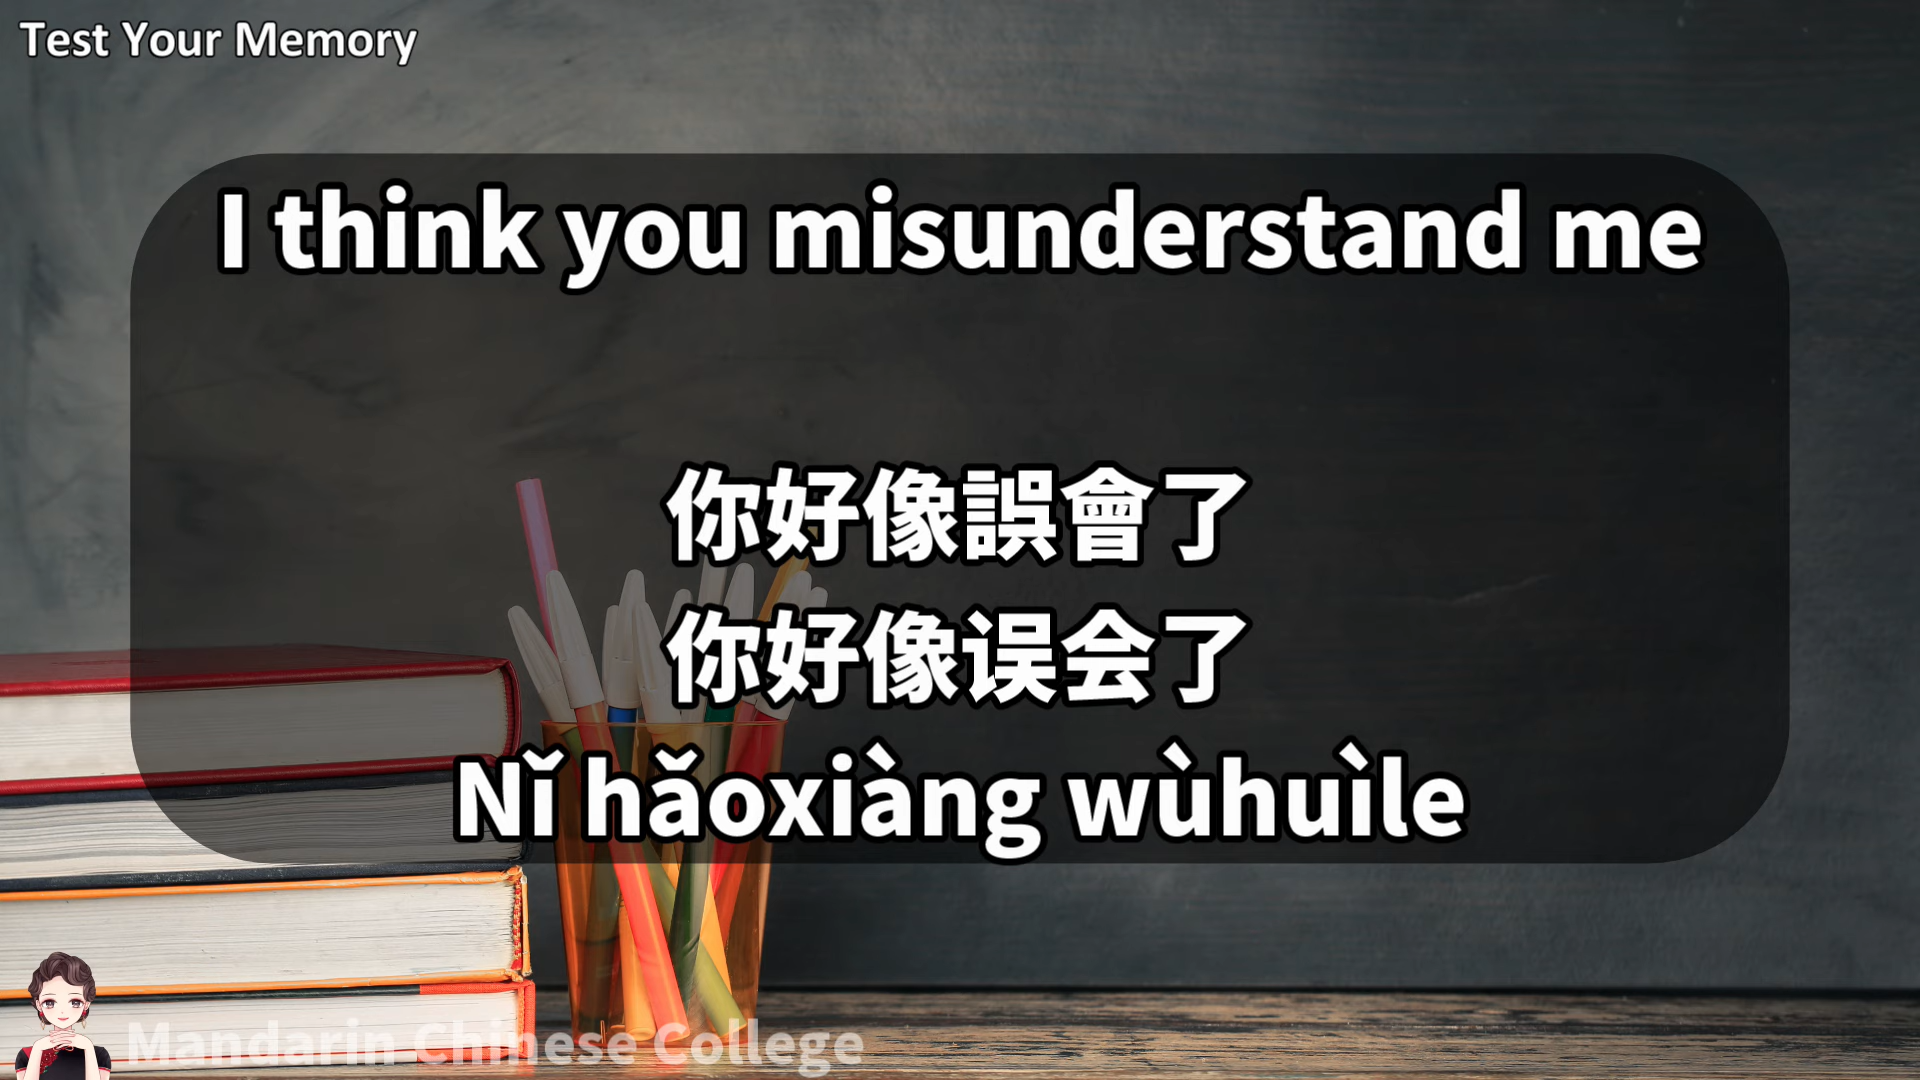 Test Your Memory
I think you misunderstand me
你好像誤會了
你好像误会了
Nǐ hǎoxiàng wùhuìle
Mandarin Chinese College